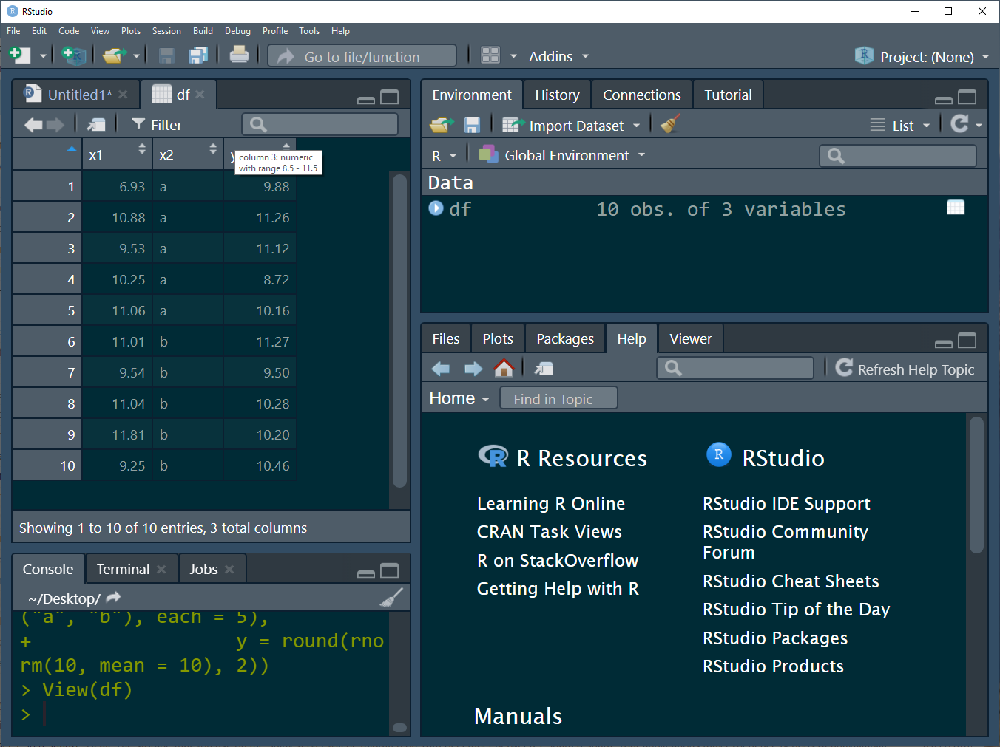 RStudio
File Edit Code View Plots Session Build Debug Profile Tools Help
Go to file/function Addins Project: (None)
Untitled1* df
Filter
x1 x2 y
column 3: numeric
with range 8.5 - 11.5
1 6.93 a 9.88
2 10.88 a 11.26
3 9.53 a 11.12
4 10.25 a 8.72
5 11.06 a 10.16
6 11.01 b 11.27
7 9.54 b 9.50
8 11.04 b 10.28
9 11.81 b 10.20
10 9.25 b 10.46
Showing 1 to 10 of 10 entries, 3 total columns
Console Terminal Jobs
~/Desktop/
("a", "b"), each = 5),
+ y = round(rno
rm(10, mean = 10), 2))
> View(df)
>
Environment History Connections Tutorial
Import Dataset List
R Global Environment
Data
df 10 obs. of 3 variables
Files Plots Packages Help Viewer
Refresh Help Topic
Home Find in Topic
R Resources
Learning R Online
CRAN Task Views
R on StackOverflow
Getting Help with R
R RStudio
RStudio IDE Support
RStudio Community
Forum
RStudio Cheat Sheets
RStudio Tip of the Day
RStudio Packages
RStudio Products
Manuals